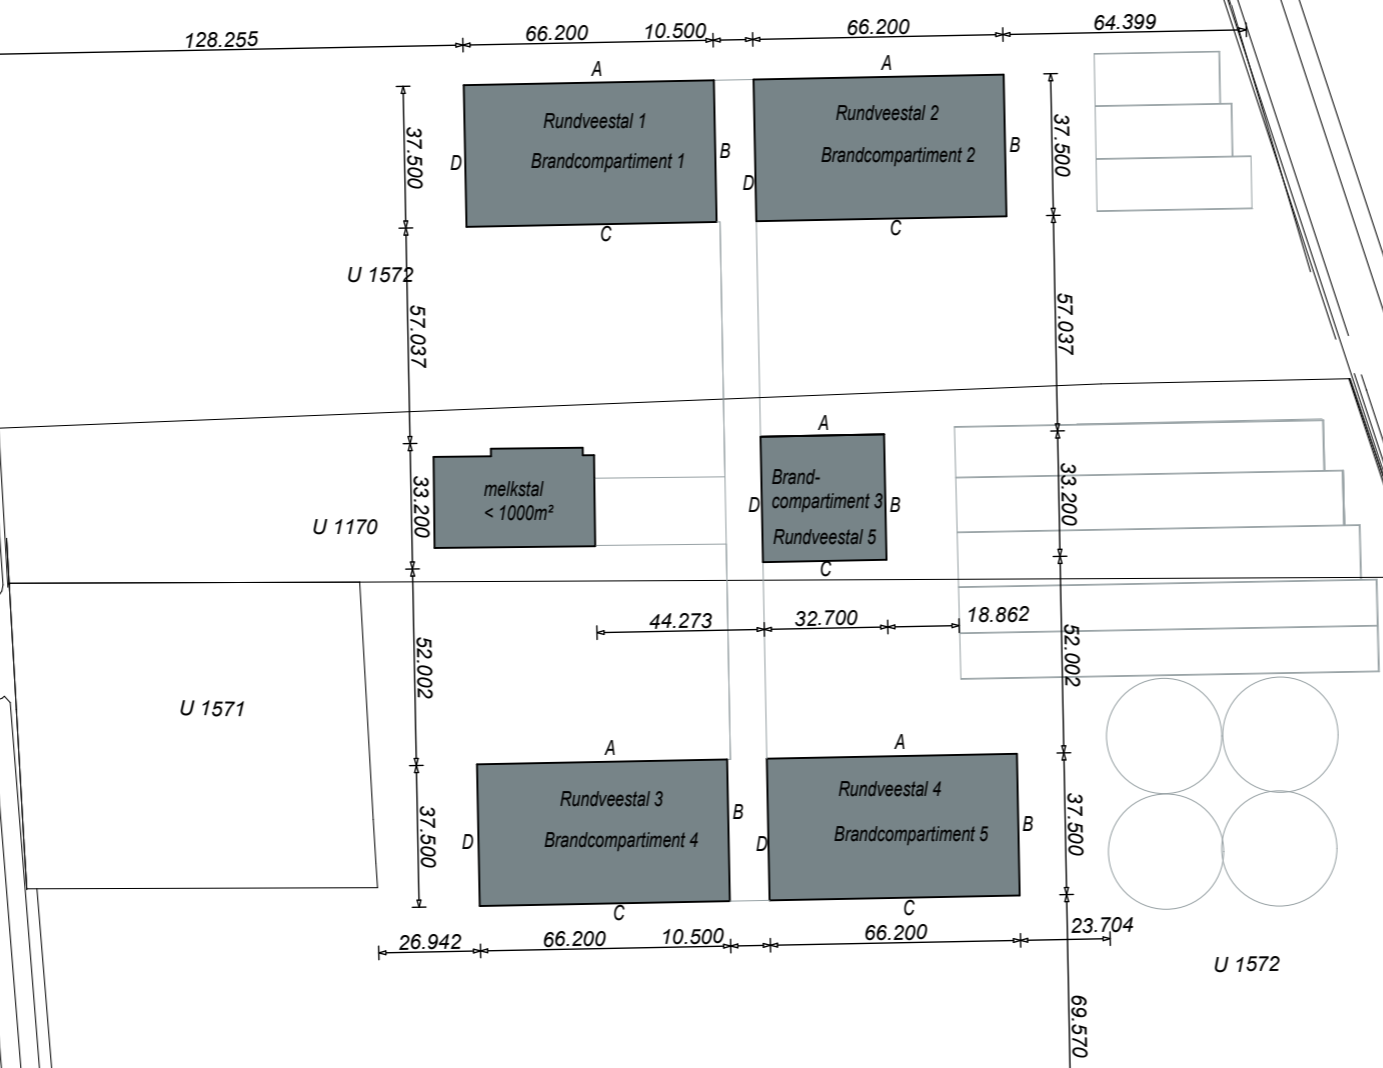 128.255
66.200
10.500
66.200
64.399
A
A
37.500
D
Rundveestal 1
Brandcompartiment 1
B
D
Rundveestal 2
Brandcompartiment 2
B
37.500
C
C
U 1572
57.037
57.037
A
33.200
melkstal
< 1000m²
D
Brand-
compartiment 3
Rundveestal 5
B
33.200
U 1170
C
44.273
32.700
18.862
52.002
52.002
U 1571
A
A
37.500
D
Rundveestal 3
Brandcompartiment 4
B
D
Rundveestal 4
Brandcompartiment 5
B
37.500
C
C
26.942
66.200
10.500
66.200
23.704
U 1572
69.570